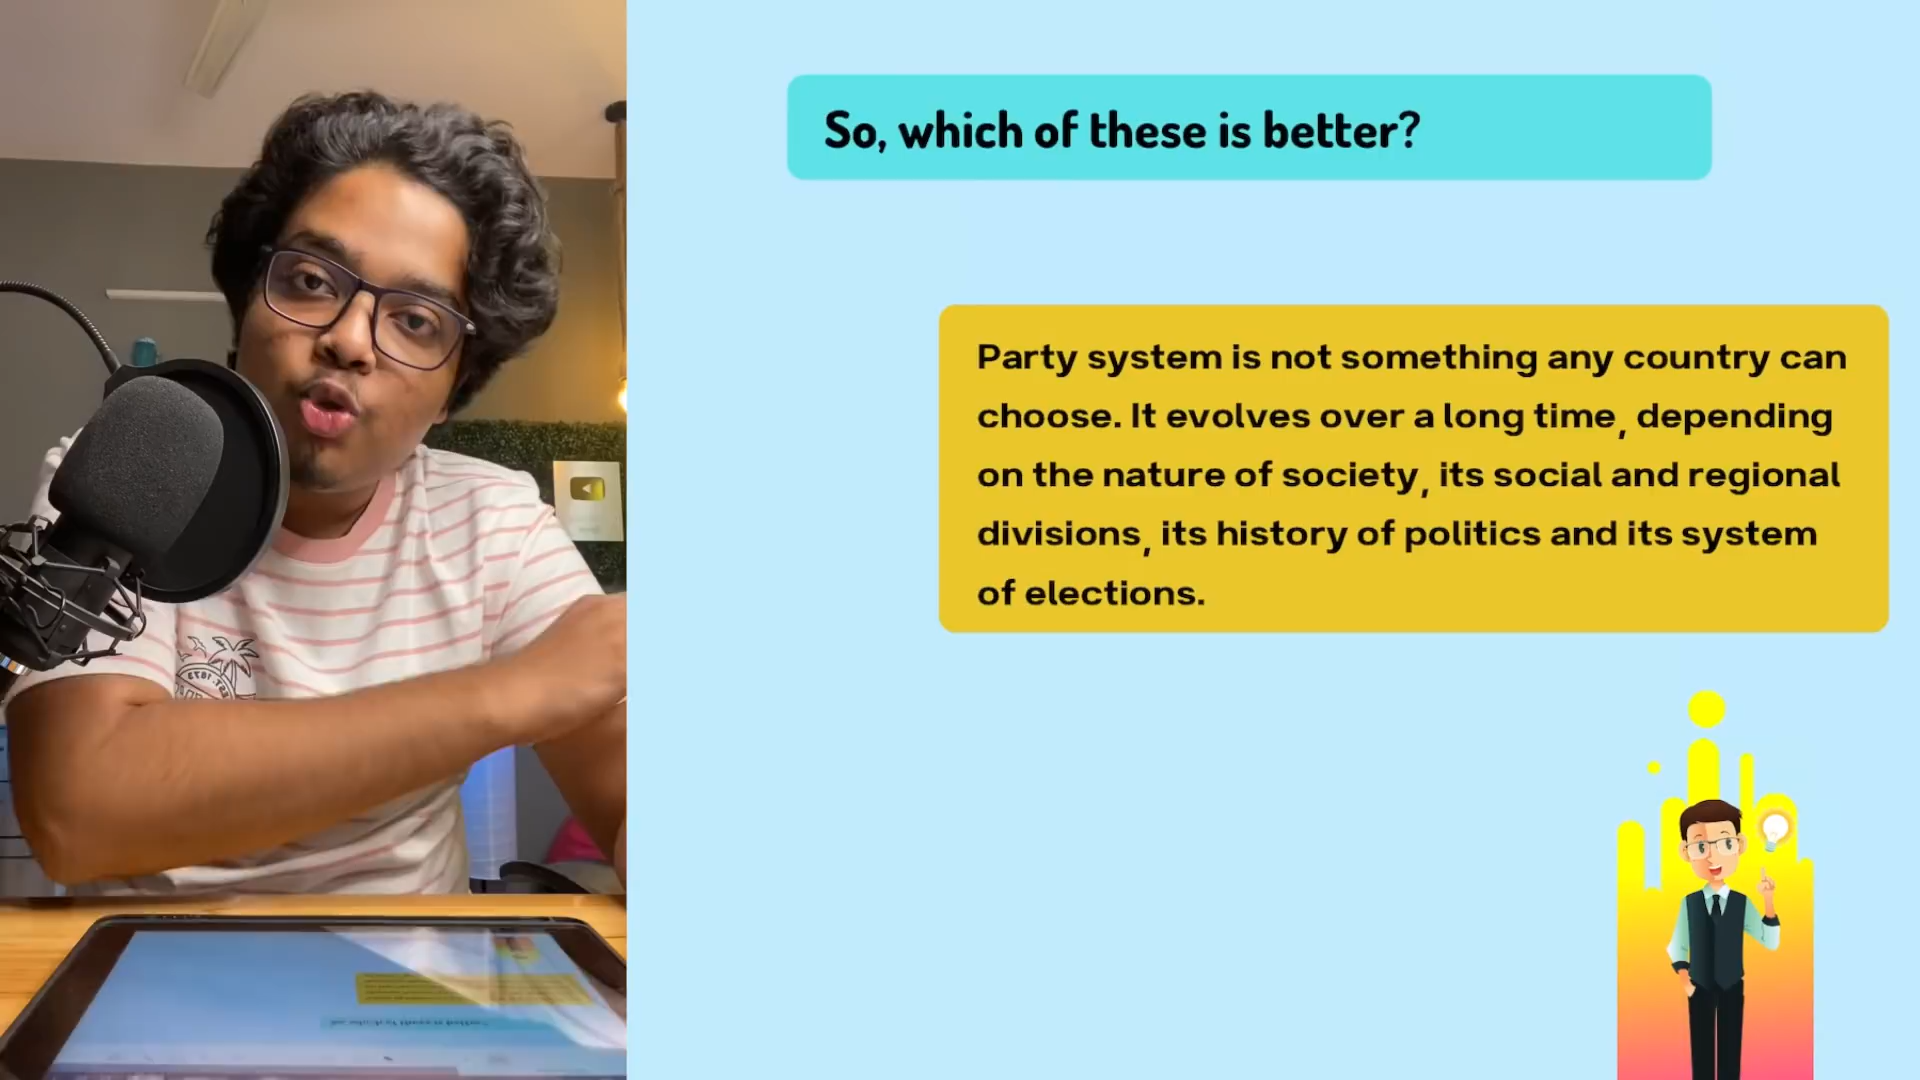 So, which of these is better?
Party system is not something any country can
choose. It evolves over a long time, depending
on the nature of society, its social and regional
divisions, its history of politics and its system
of elections.